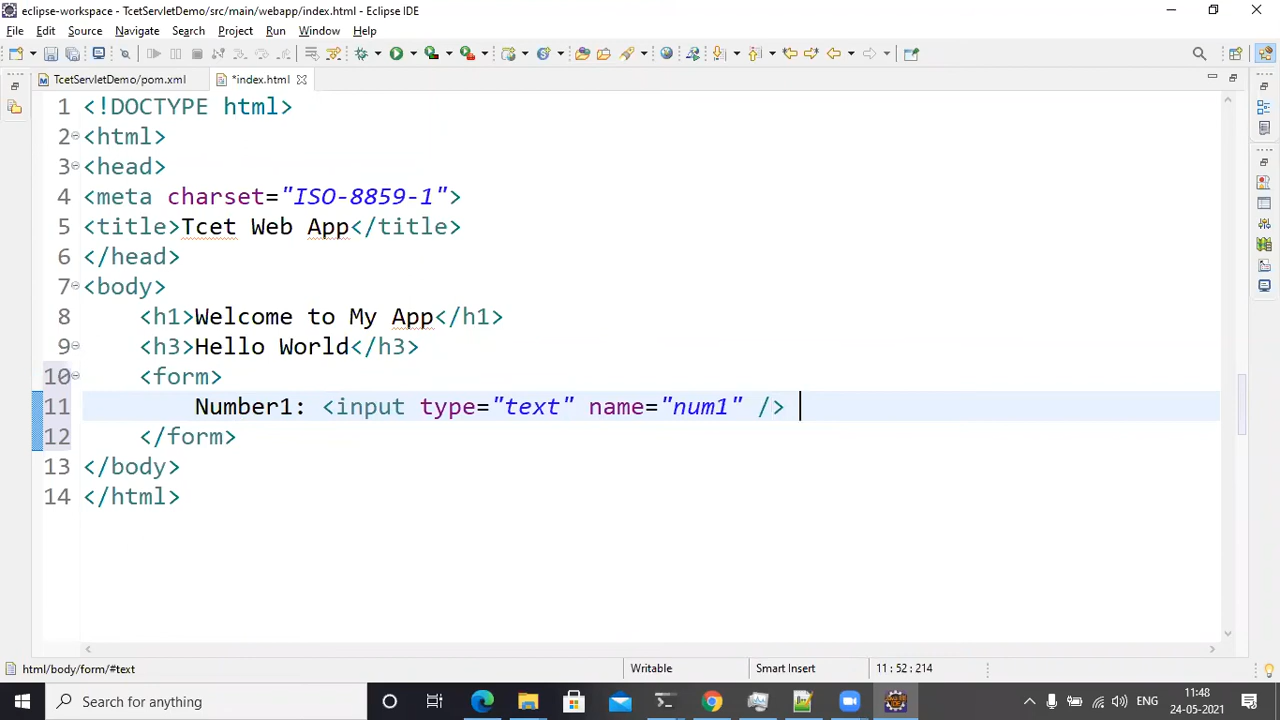 eclipse-workspace - TcetServletDemo/src/main/webapp/index.html - Eclipse IDE
File Edit Source Navigate Search Project Run Window Help
TcetServletDemo/pom.xml *index.html
1 <!DOCTYPE html>
2 <html>
3 <head>
4 <meta charset="ISO-8859-1">
5 <title>Tcet Web App</title>
6 </head>
7 <body>
8 <h1>Welcome to My App</h1>
9 <h3>Hello World</h3>
10 <form>
11 Number1: <input type="text" name="num1" />
12 </form>
13 </body>
14 </html>
html/body/form/#text Writable Smart Insert 11 : 52 : 214
Search for anything ENG 11:48
24-05-2021